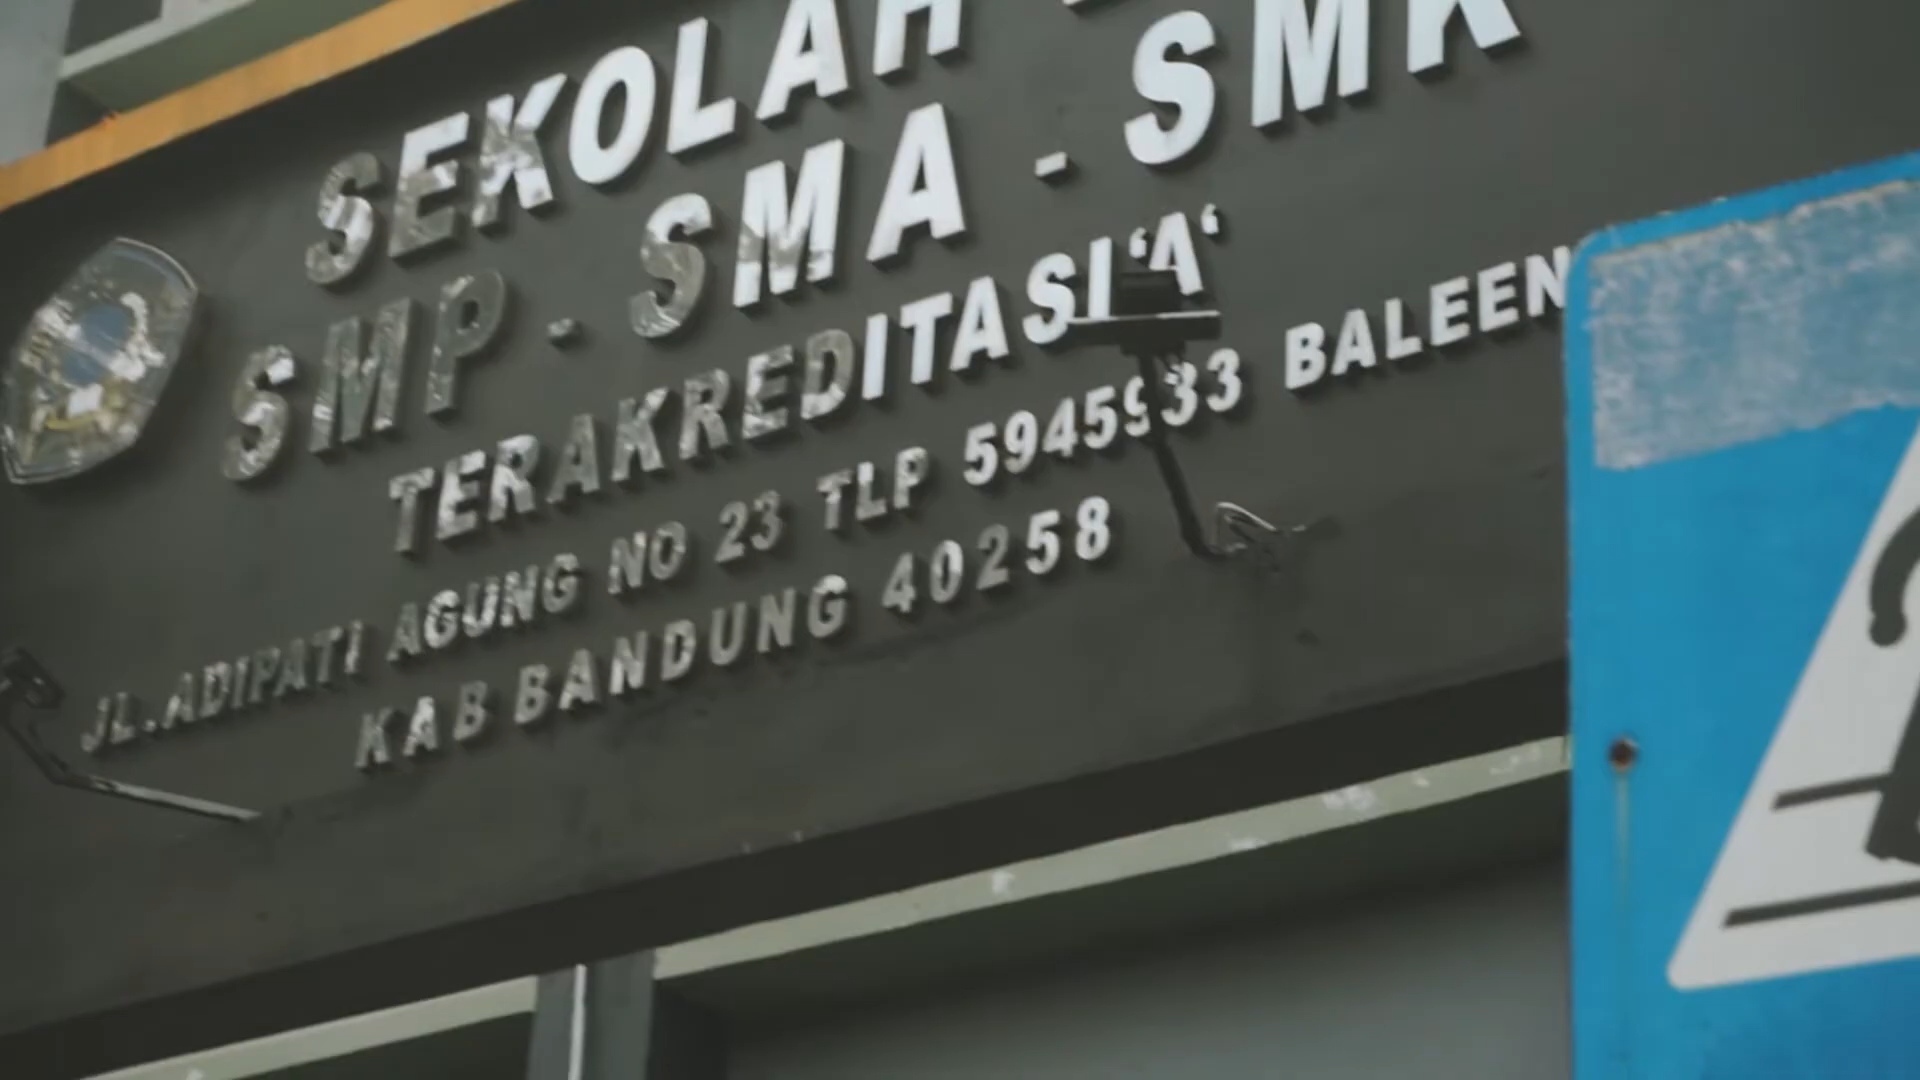 SEKOLAH
SMP - SMA - SMK
TERAKREDITASI ‘A‘
JL.ADIPATI AGUNG NO 23 TLP 5945933 BALEEN
KAB BANDUNG 40258